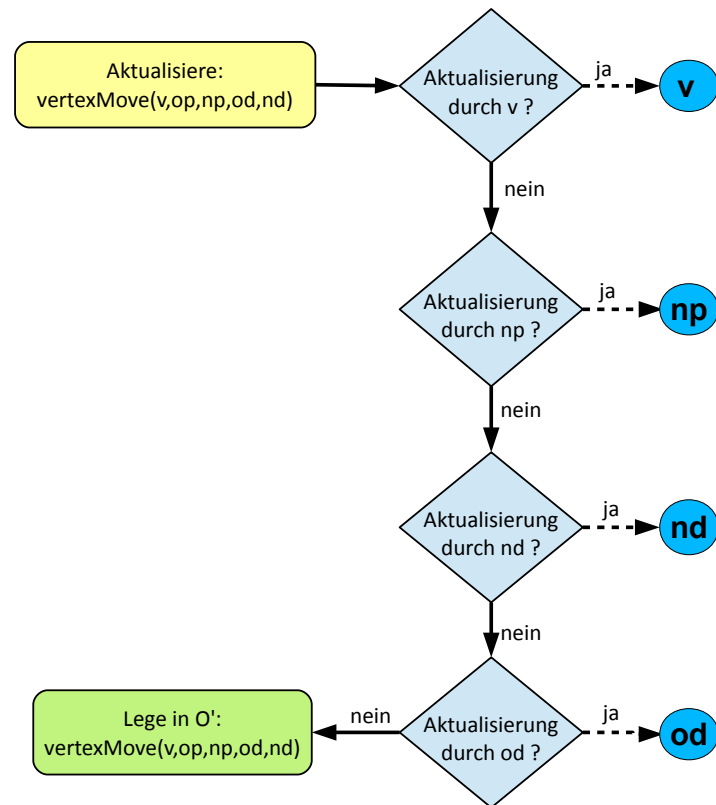 Aktualisiere:
vertexMove(v,op,np,od,nd)
Aktualisierung
durch v ?
ja
v
nein
Aktualisierung
durch np ?
ja
np
nein
Aktualisierung
durch nd ?
ja
nd
nein
Aktualisierung
durch od ?
ja
od
nein
Lege in O':
vertexMove(v,op,np,od,nd)